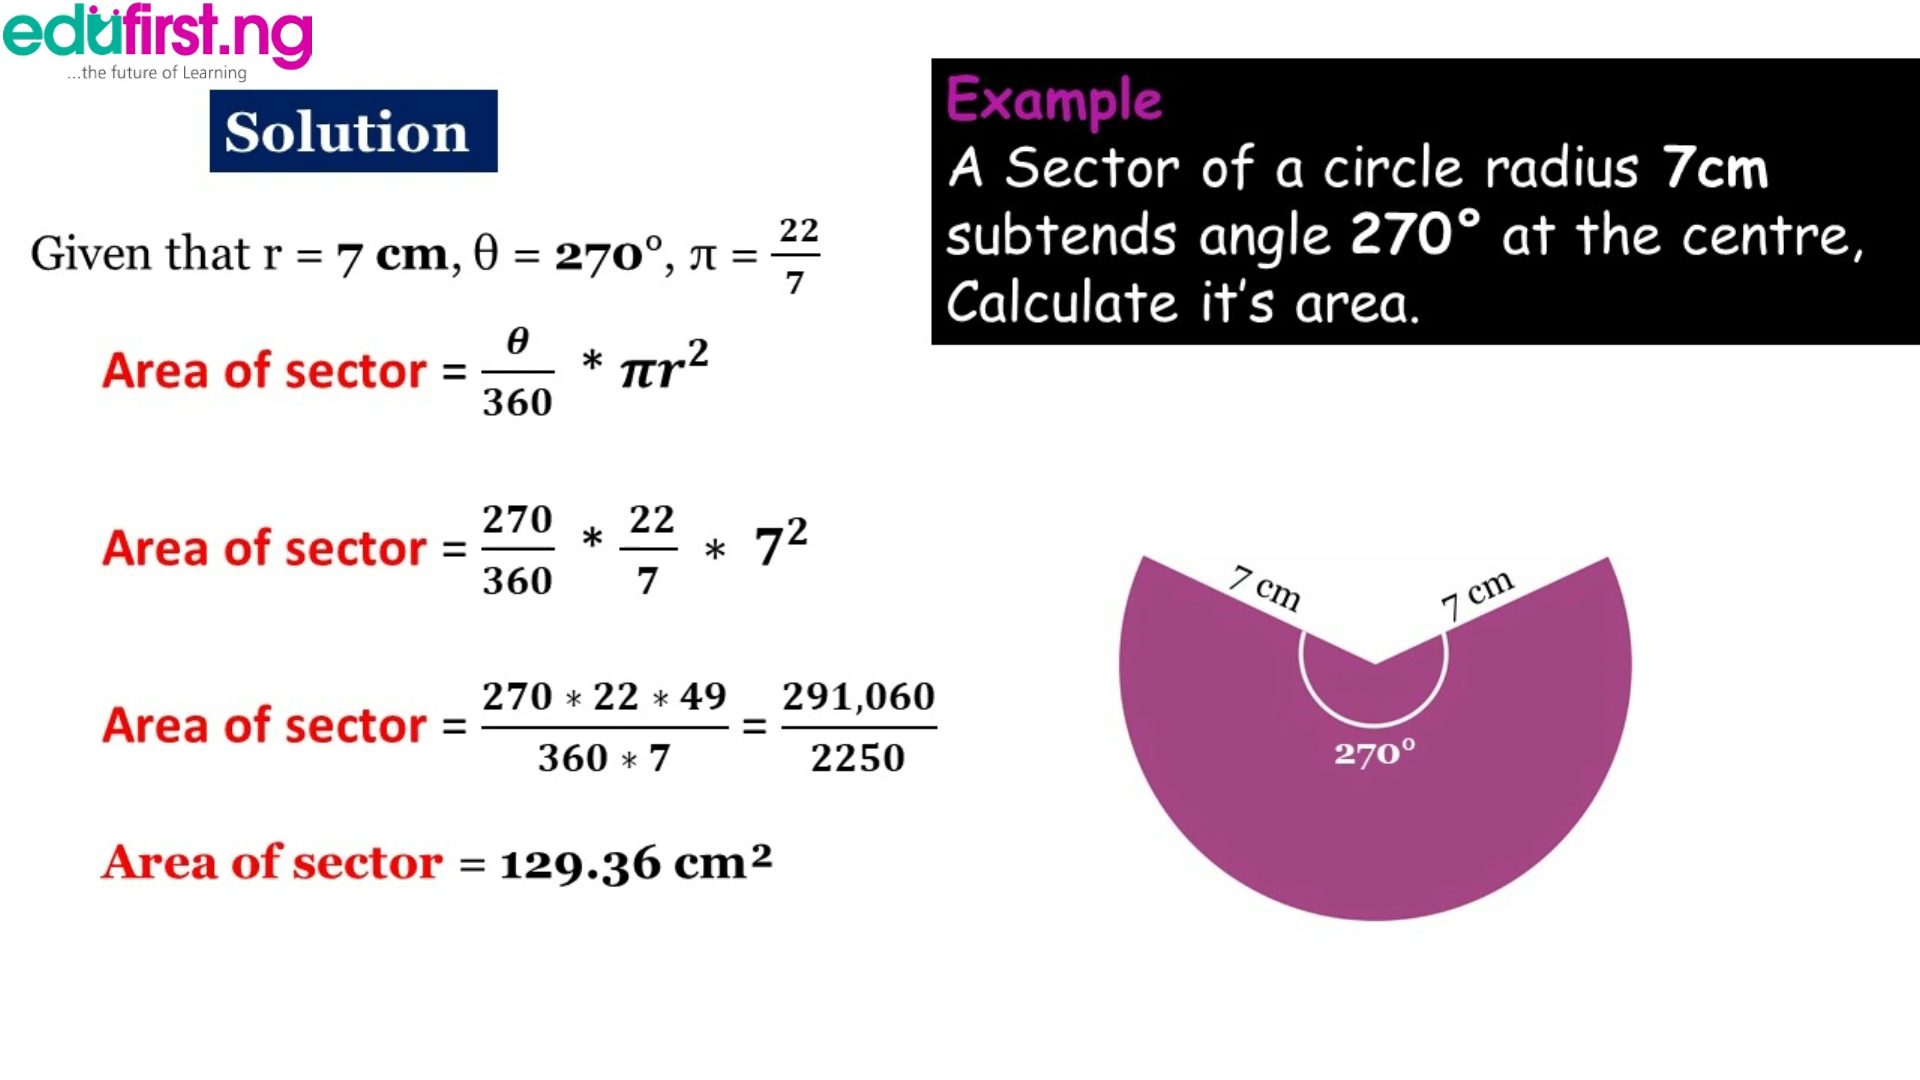 edufirst.ng
...the future of Learning
Solution
Given that r = 7 cm, θ = 270°, π = 22/7
Area of sector = θ/360 * πr²
Area of sector = 270/360 * 22/7 * 7²
Area of sector = 270 * 22 * 49/360 * 7 = 291,060/2250
Area of sector = 129.36 cm²
Example
A Sector of a circle radius 7cm
subtends angle 270° at the centre,
Calculate it's area.
7 cm
7 cm
270°